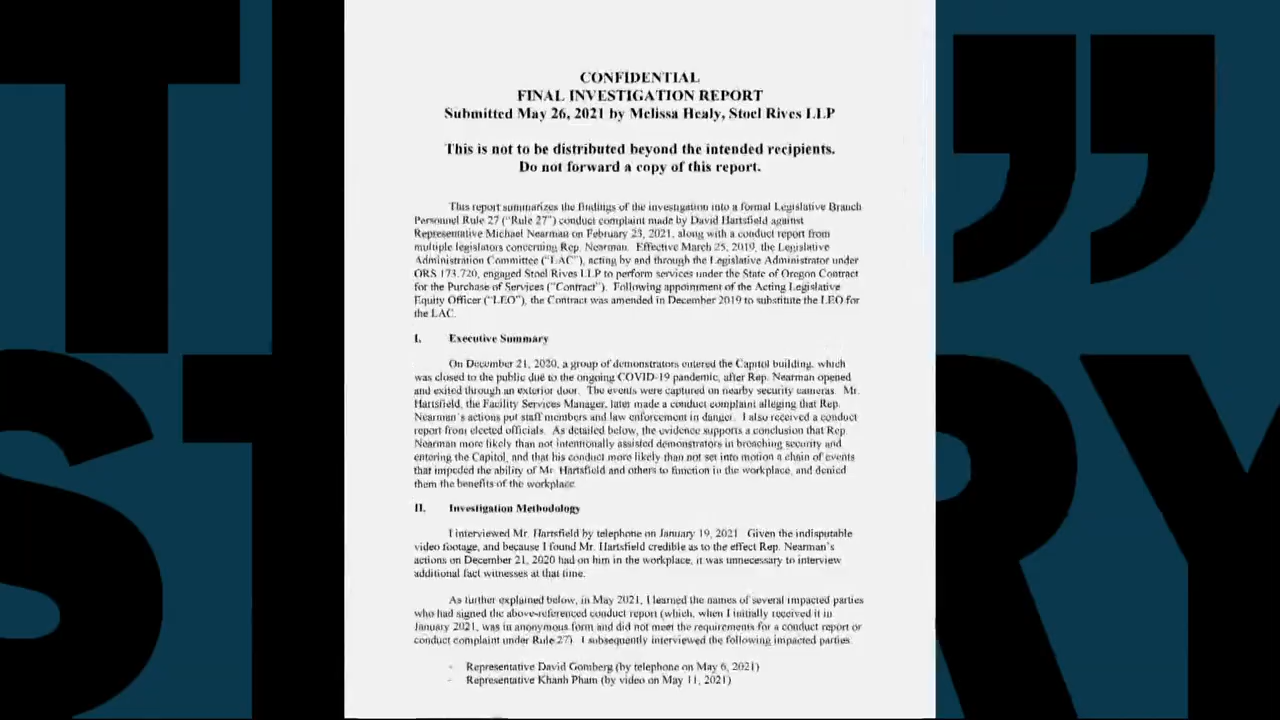 CONFIDENTIAL
FINAL INVESTIGATION REPORT
Submitted May 26, 2021 by Melissa Healy, Stoel Rives LLP
This is not to be distributed beyond the intended recipients.
Do not forward a copy of this report.
This report summarizes the findings of the investigation into a formal Legislative Branch
Personnel Rule 27 ("Rule 27") conduct complaint made by David Hartsfield against
Representative Michael Nearman on February 23, 2021, along with a conduct report from
multiple legislators concerning Rep. Nearman. Effective March 25, 2019, the Legislative
Administration Committee ("LAC"), acting by and through the Legislative Administrator under
ORS 173.720, engaged Stoel Rives LLP to perform services under the State of Oregon Contract
for the Purchase of Services ("Contract"). Following appointment of the Acting Legislative
Equity Officer ("LEO"), the Contract was amended in December 2019 to substitute the LEO for
the LAC.
I. Executive Summary
On December 21, 2020, a group of demonstrators entered the Capitol building, which
was closed to the public due to the ongoing COVID-19 pandemic, after Rep. Nearman opened
and exited through an exterior door. The events were captured on nearby security cameras. Mr.
Hartsfield, the Facility Services Manager, later made a conduct complaint alleging that Rep.
Nearman's actions put staff members and law enforcement in danger. I also received a conduct
report from elected officials. As detailed below, the evidence supports a conclusion that Rep.
Nearman more likely than not intentionally assisted demonstrators in breaching security and
entering the Capitol, and that his conduct more likely than not set into motion a chain of events
that impeded the ability of Mr. Hartsfield and others to function in the workplace, and denied
them the benefits of the workplace.
II. Investigation Methodology
I interviewed Mr. Hartsfield by telephone on January 19, 2021. Given the indisputable
video footage, and because I found Mr. Hartsfield credible as to the effect Rep. Nearman's
actions on December 21, 2020 had on him in the workplace, it was unnecessary to interview
additional fact witnesses at that time.
As further explained below, in May 2021, I learned the names of several impacted parties
who had signed the above-referenced conduct report (which, when I initially received it in
January 2021, was in anonymous form and did not meet the requirements for a conduct report or
conduct complaint under Rule 27). I subsequently interviewed the following impacted parties:
- Representative David Gomberg (by telephone on May 6, 2021)
- Representative Khanh Pham (by video on May 11, 2021)